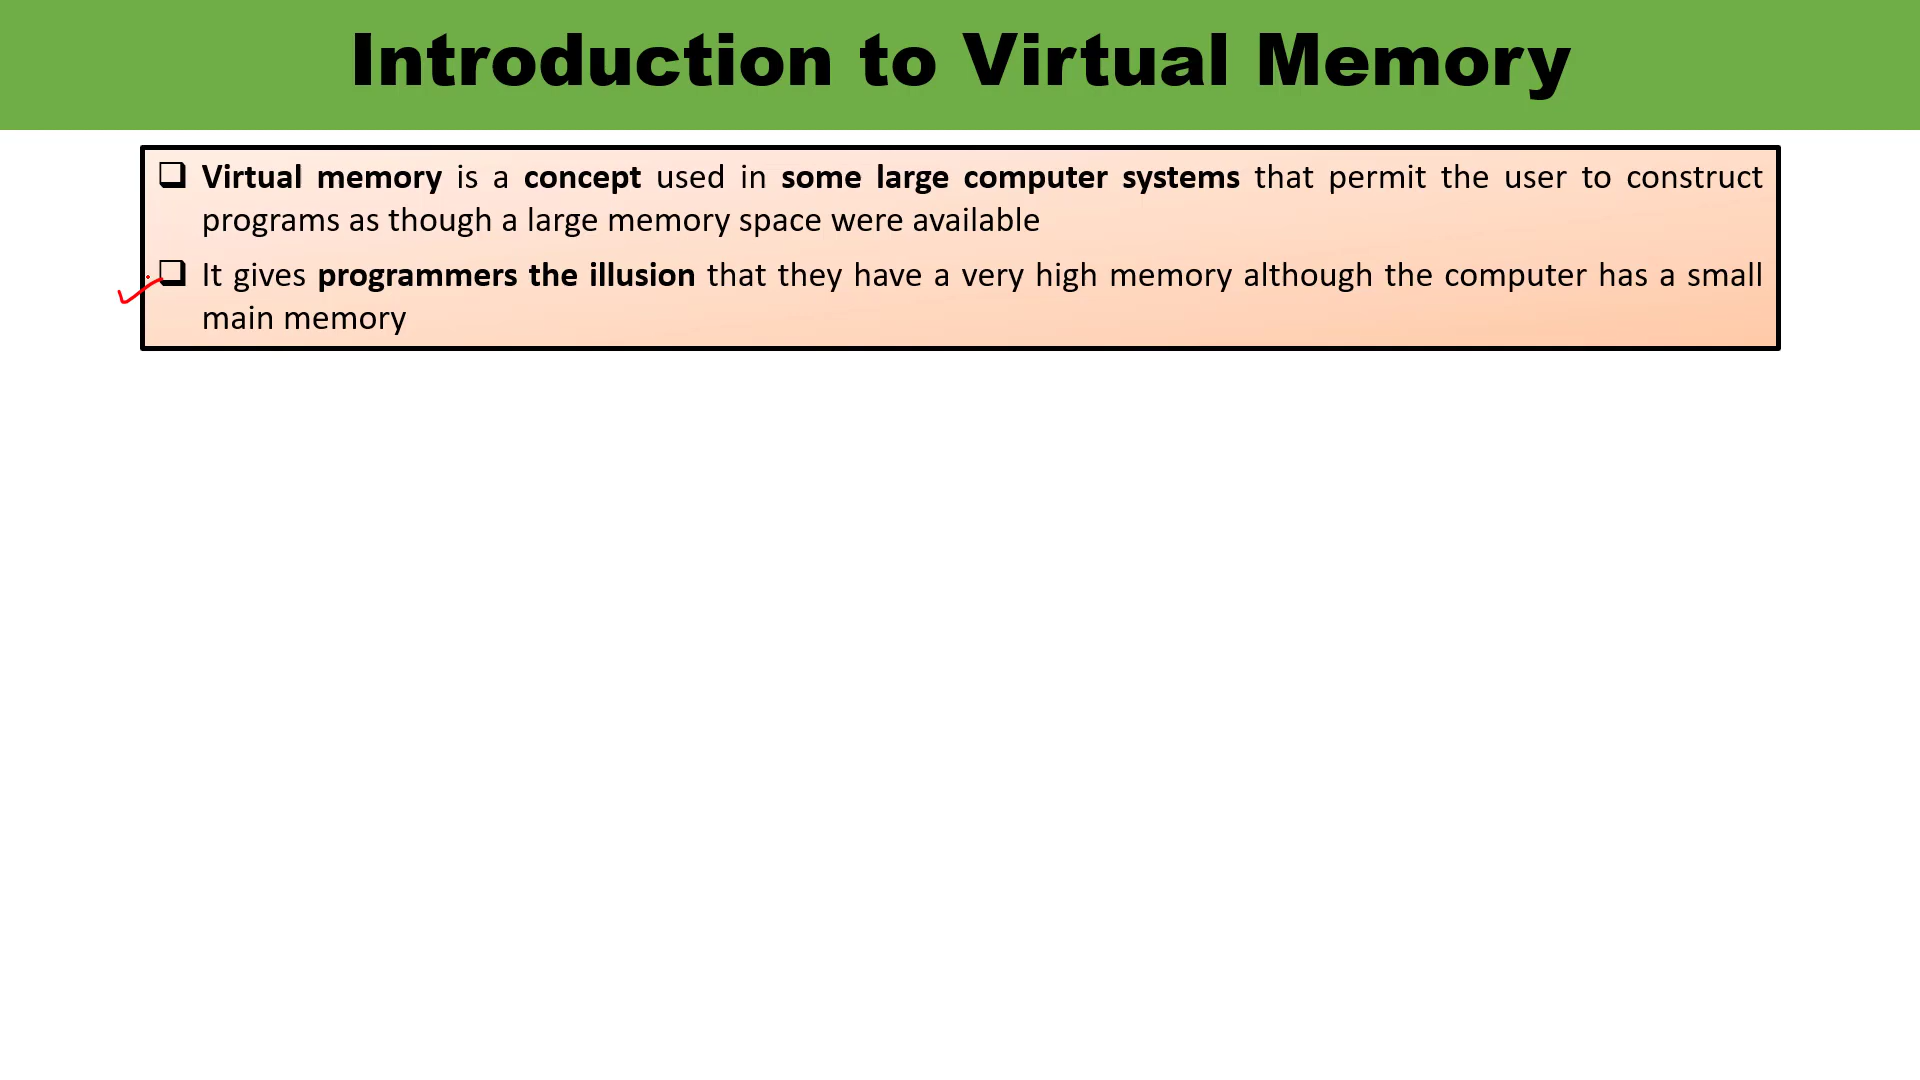 Introduction to Virtual Memory
Virtual memory is a concept used in some large computer systems that permit the user to construct
programs as though a large memory space were available
It gives programmers the illusion that they have a very high memory although the computer has a small
main memory